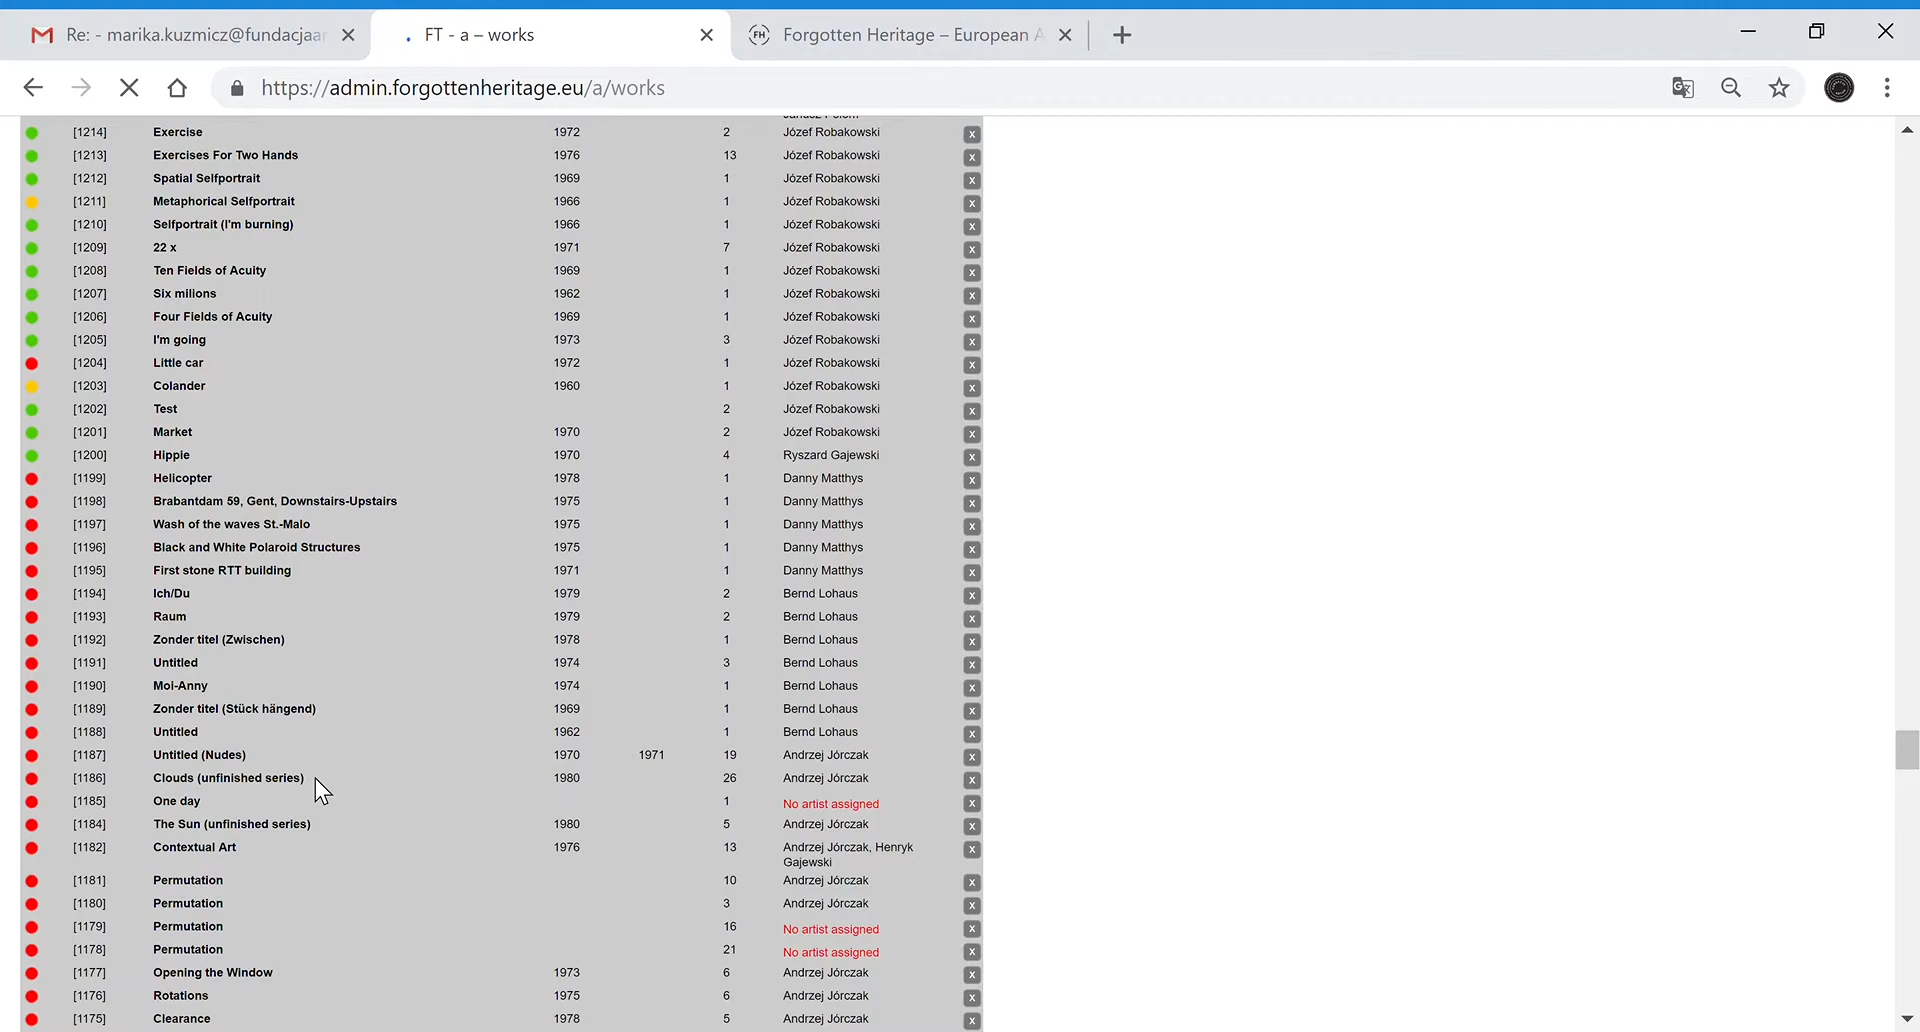 Re: - marika.kuzmicz@fundacjaar
FT - a – works
FH Forgotten Heritage – European A
https://admin.forgottenheritage.eu/a/works
[1214] Exercise 1972 2 Józef Robakowski x
[1213] Exercises For Two Hands 1976 13 Józef Robakowski x
[1212] Spatial Selfportrait 1969 1 Józef Robakowski x
[1211] Metaphorical Selfportrait 1966 1 Józef Robakowski x
[1210] Selfportrait (I'm burning) 1966 1 Józef Robakowski x
[1209] 22 x 1971 7 Józef Robakowski x
[1208] Ten Fields of Acuity 1969 1 Józef Robakowski x
[1207] Six milions 1962 1 Józef Robakowski x
[1206] Four Fields of Acuity 1969 1 Józef Robakowski x
[1205] I'm going 1973 3 Józef Robakowski x
[1204] Little car 1972 1 Józef Robakowski x
[1203] Colander 1960 1 Józef Robakowski x
[1202] Test 2 Józef Robakowski x
[1201] Market 1970 2 Józef Robakowski x
[1200] Hippie 1970 4 Ryszard Gajewski x
[1199] Helicopter 1978 1 Danny Matthys x
[1198] Brabantdam 59, Gent, Downstairs-Upstairs 1975 1 Danny Matthys x
[1197] Wash of the waves St.-Malo 1975 1 Danny Matthys x
[1196] Black and White Polaroid Structures 1975 1 Danny Matthys x
[1195] First stone RTT building 1971 1 Danny Matthys x
[1194] Ich/Du 1979 2 Bernd Lohaus x
[1193] Raum 1979 2 Bernd Lohaus x
[1192] Zonder titel (Zwischen) 1978 1 Bernd Lohaus x
[1191] Untitled 1974 3 Bernd Lohaus x
[1190] Moi-Anny 1974 1 Bernd Lohaus x
[1189] Zonder titel (Stück hängend) 1969 1 Bernd Lohaus x
[1188] Untitled 1962 1 Bernd Lohaus x
[1187] Untitled (Nudes) 1970 1971 19 Andrzej Jórczak x
[1186] Clouds (unfinished series) 1980 26 Andrzej Jórczak x
[1185] One day 1 No artist assigned x
[1184] The Sun (unfinished series) 1980 5 Andrzej Jórczak x
[1182] Contextual Art 1976 13 Andrzej Jórczak, Henryk x
Gajewski
[1181] Permutation 10 Andrzej Jórczak x
[1180] Permutation 3 Andrzej Jórczak x
[1179] Permutation 16 No artist assigned x
[1178] Permutation 21 No artist assigned x
[1177] Opening the Window 1973 6 Andrzej Jórczak x
[1176] Rotations 1975 6 Andrzej Jórczak x
[1175] Clearance 1978 5 Andrzej Jórczak x